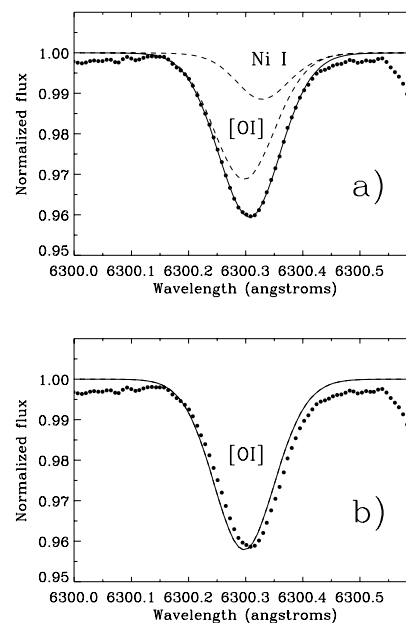 1.00
Ni I
0.99
0.98
[OI]
0.97
0.96
a)
0.95
6300.0 6300.1 6300.2 6300.3 6300.4 6300.5
Wavelength (angstroms)
Normalized flux
1.00
0.99
[OI]
0.98
0.97
0.96
b)
0.95
6300.0 6300.1 6300.2 6300.3 6300.4 6300.5
Wavelength (angstroms)
Normalized flux